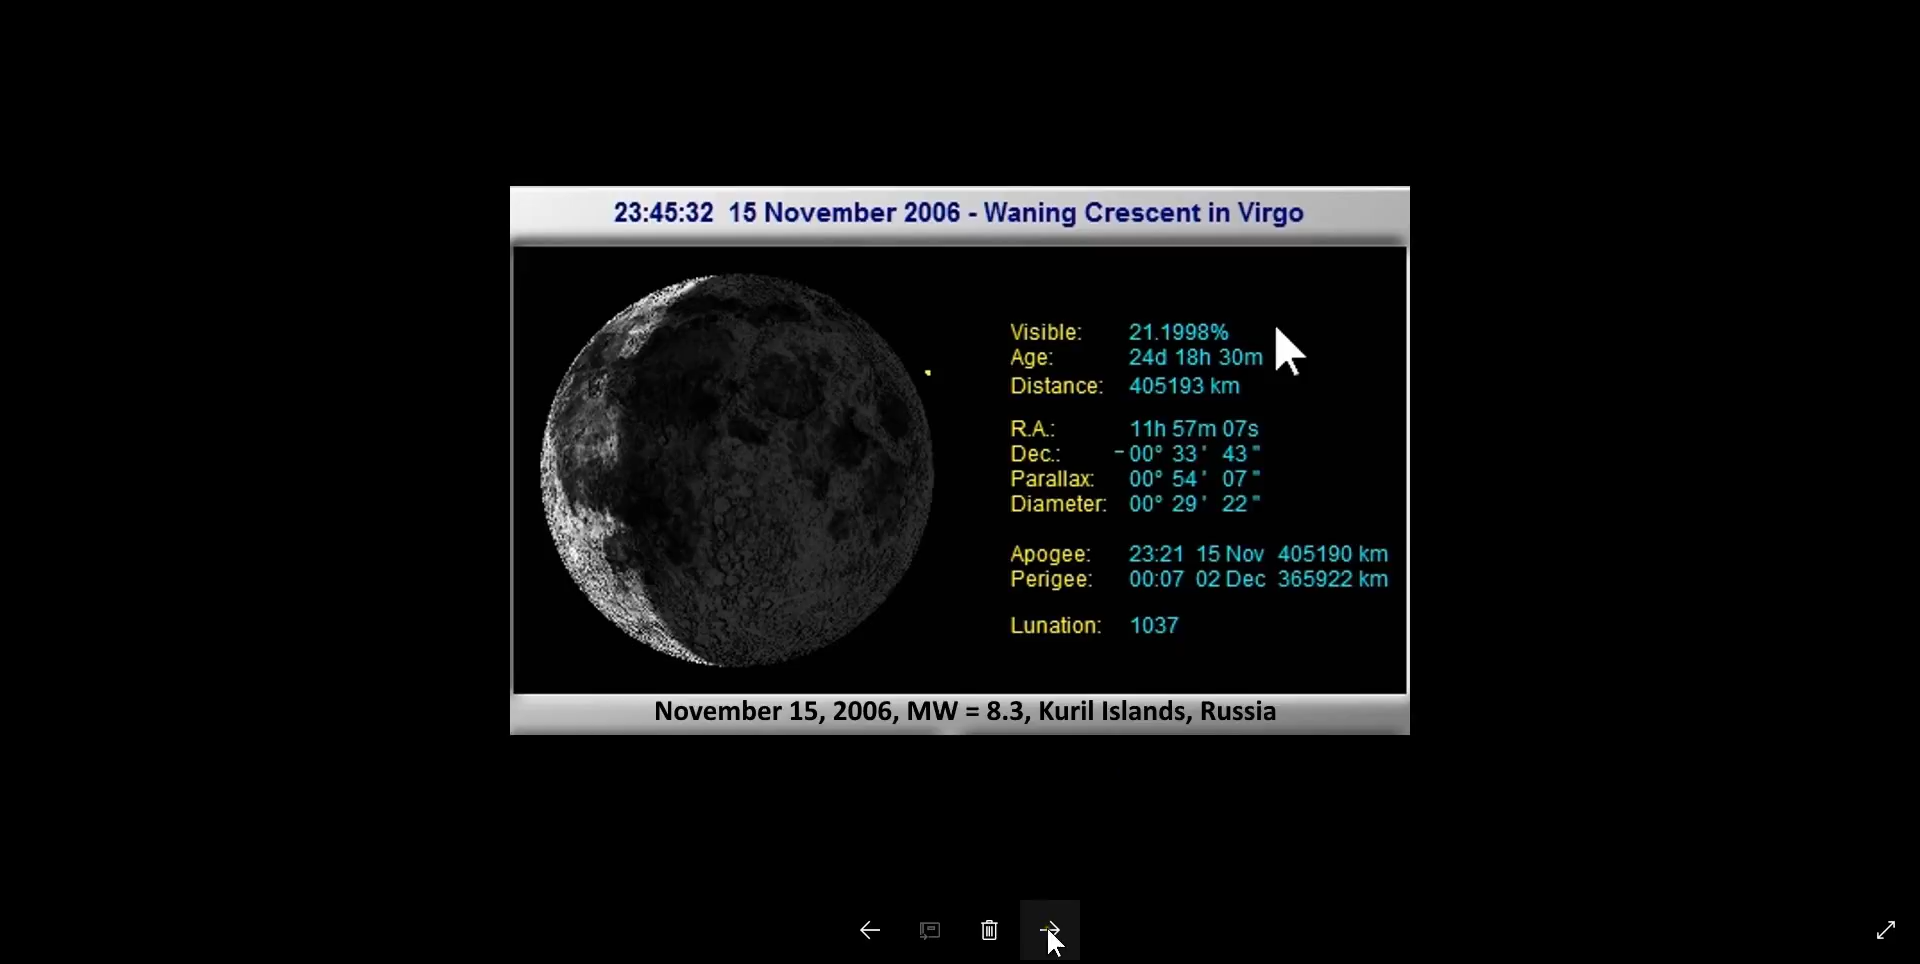 23:45:32 15 November 2006 - Waning Crescent in Virgo
Visible: 21.1998%
Age: 24d 18h 30m
Distance: 405193 km
R.A.: 11h 57m 07s
Dec.: -00° 33' 43"
Parallax: 00° 54' 07"
Diameter: 00° 29' 22"
Apogee: 23:21 15 Nov 405190 km
Perigee: 00:07 02 Dec 365922 km
Lunation: 1037
November 15, 2006, MW = 8.3, Kuril Islands, Russia